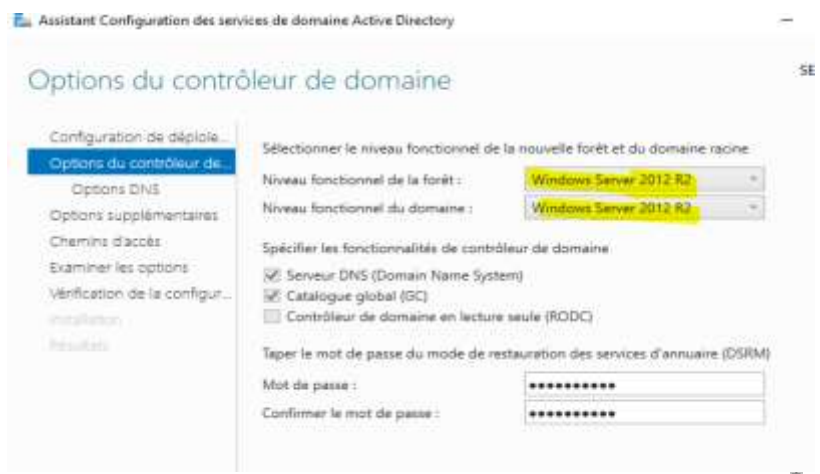 Assistant Configuration des services de domaine Active Directory
Options du contrôleur de domaine
SE
Configuration de déploie...
Options du contrôleur de...
Options DNS
Options supplémentaires
Chemins d'accès
Examiner les options
Vérification de la configur...
Installation
Résultats
Sélectionner le niveau fonctionnel de la nouvelle forêt et du domaine racine
Niveau fonctionnel de la forêt : Windows Server 2012 R2
Niveau fonctionnel du domaine : Windows Server 2012 R2
Spécifier les fonctionnalités de contrôleur de domaine
Serveur DNS (Domain Name System)
Catalogue global (GC)
Contrôleur de domaine en lecture seule (RODC)
Taper le mot de passe du mode de restauration des services d'annuaire (DSRM)
Mot de passe : ••••••••••
Confirmer le mot de passe : ••••••••••